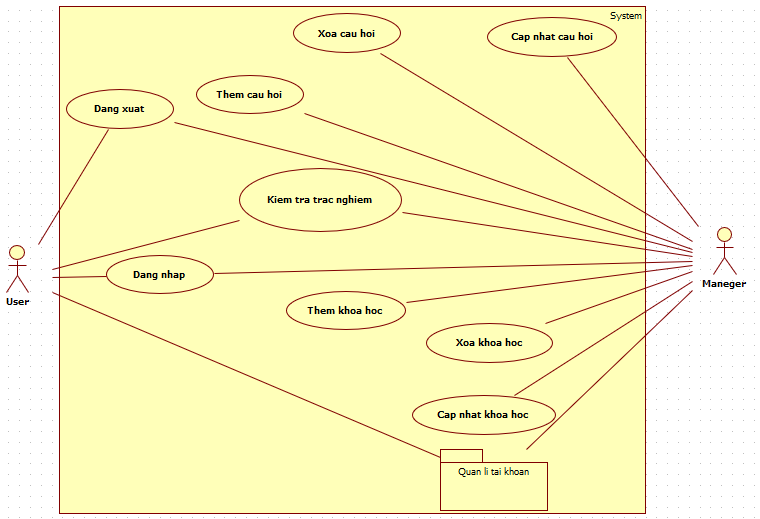 System
Xoa cau hoi
Cap nhat cau hoi
Them cau hoi
Dang xuat
Kiem tra trac nghiem
Dang nhap
User
Maneger
Them khoa hoc
Xoa khoa hoc
Cap nhat khoa hoc
Quan li tai khoan